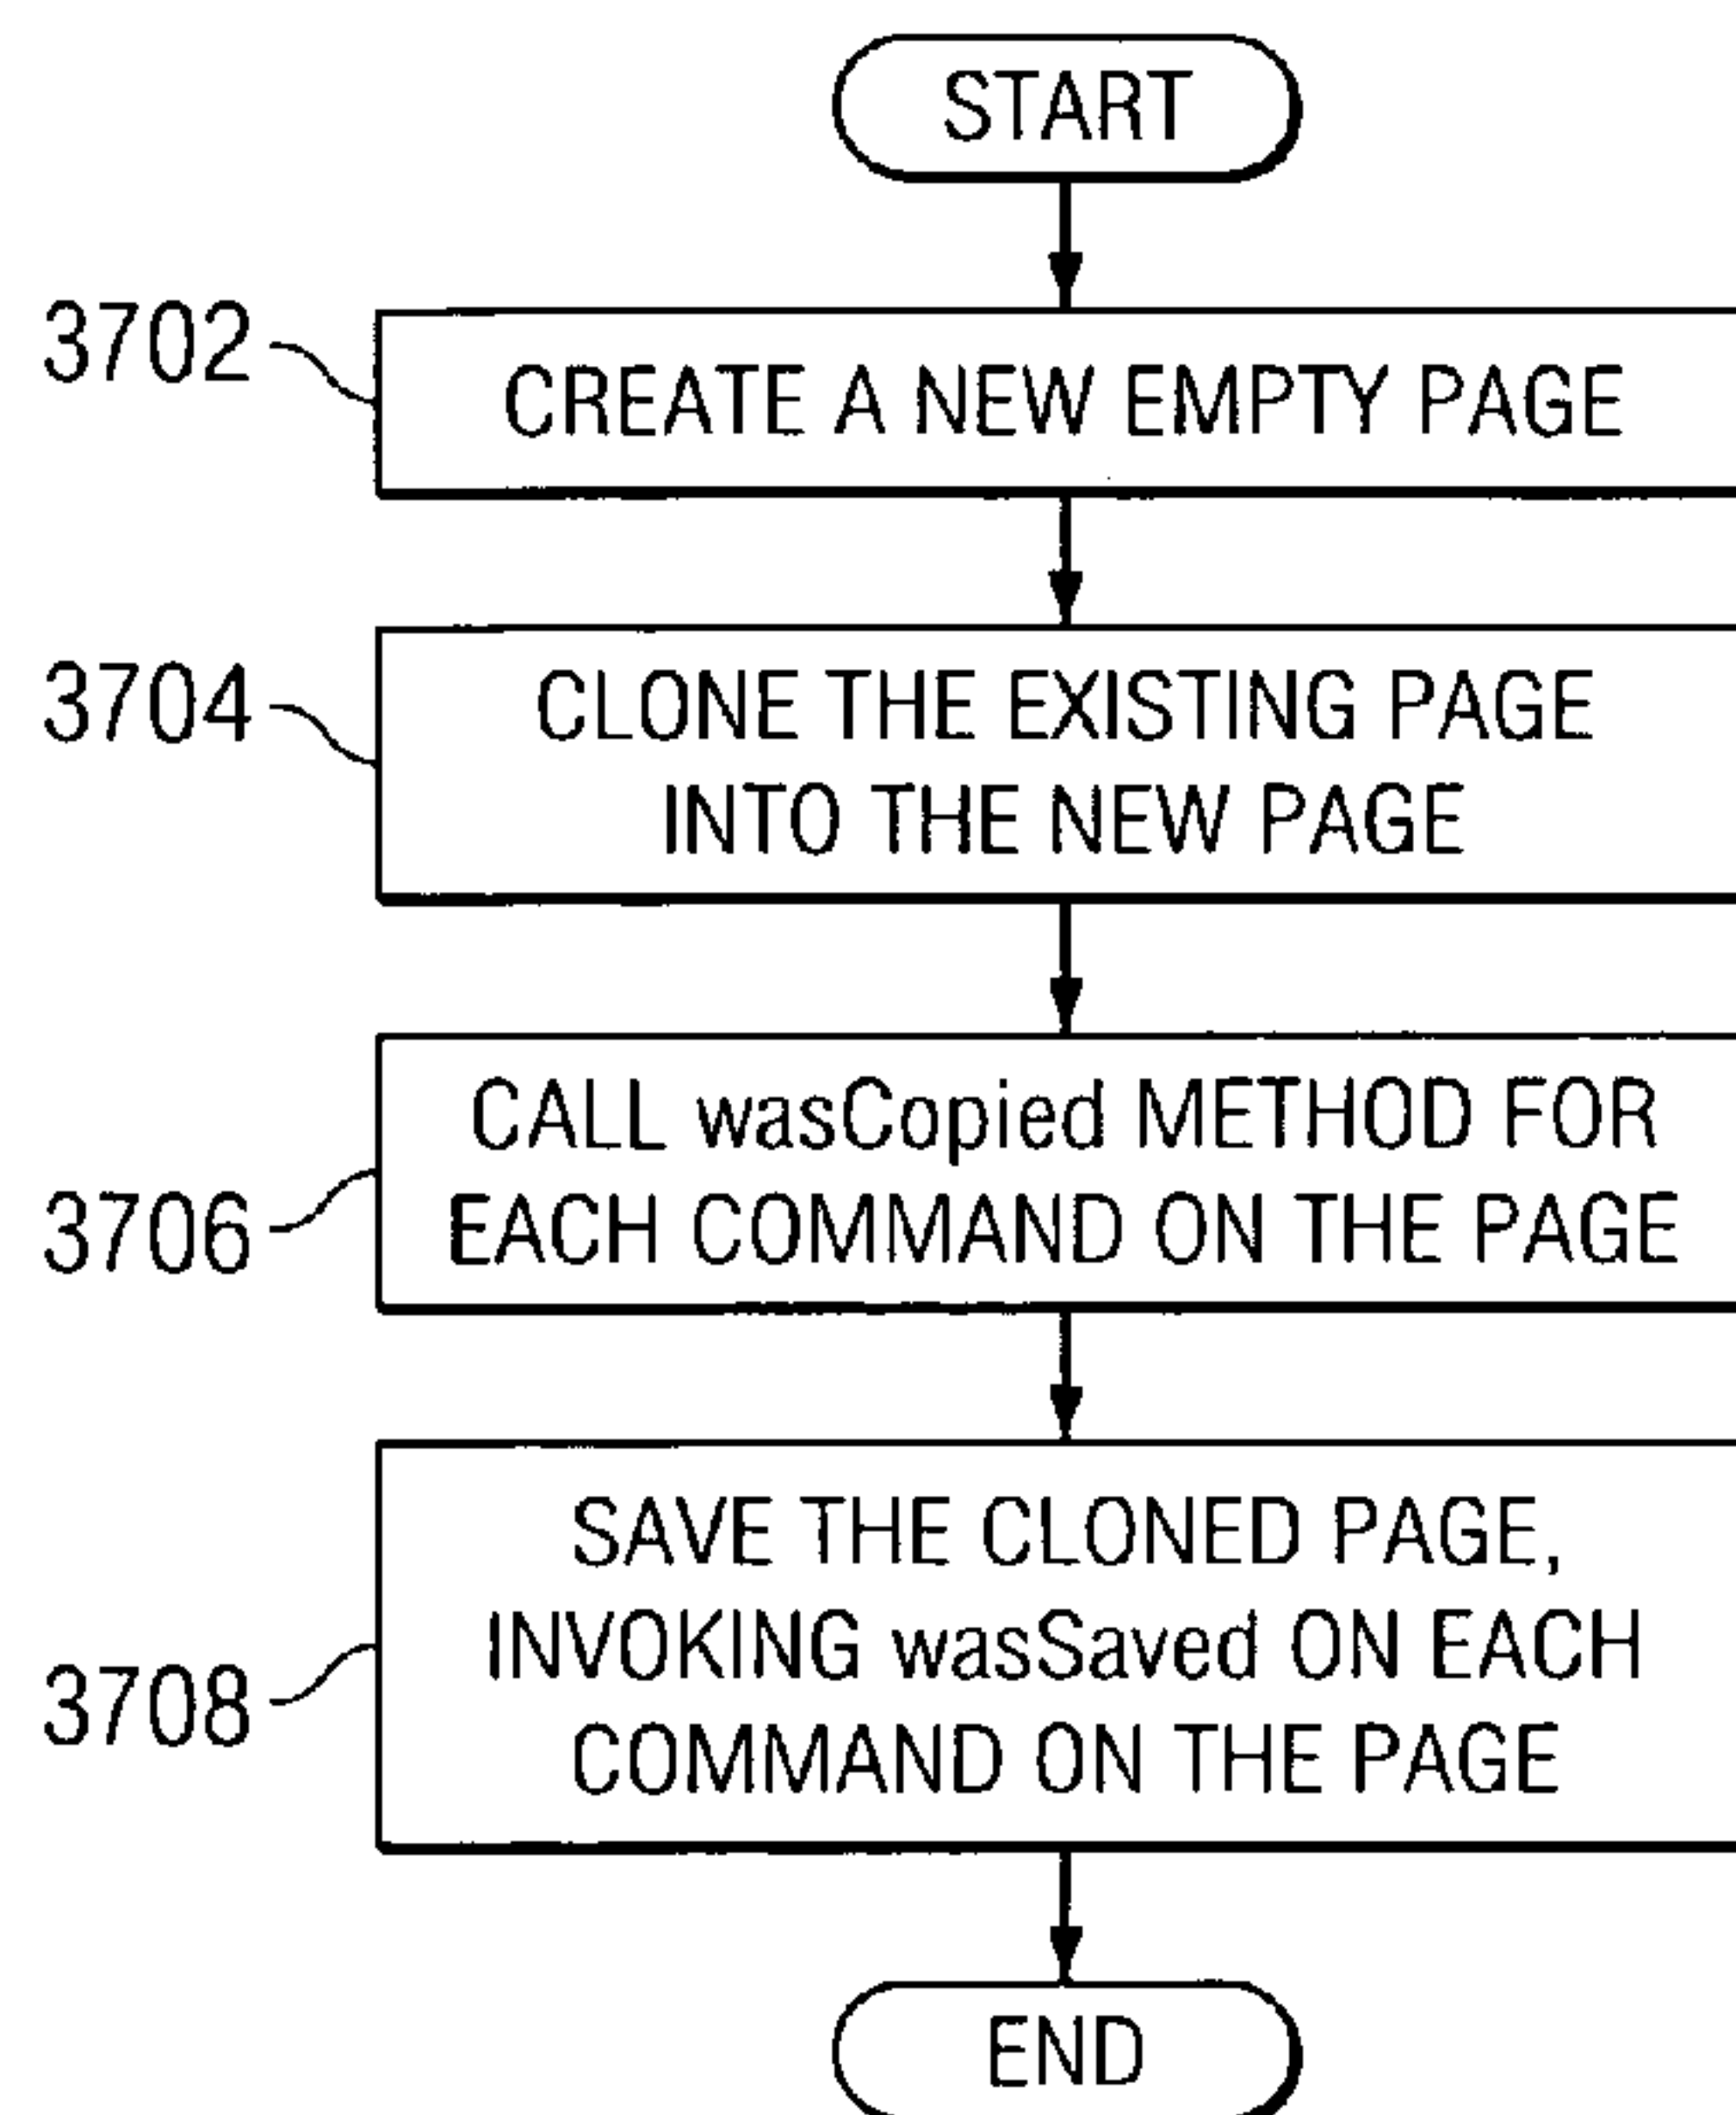 START
3702
CREATE A NEW EMPTY PAGE
3704
CLONE THE EXISTING PAGE
INTO THE NEW PAGE
3706
CALL wasCopied METHOD FOR
EACH COMMAND ON THE PAGE
3708
SAVE THE CLONED PAGE,
INVOKING wasSaved ON EACH
COMMAND ON THE PAGE
END